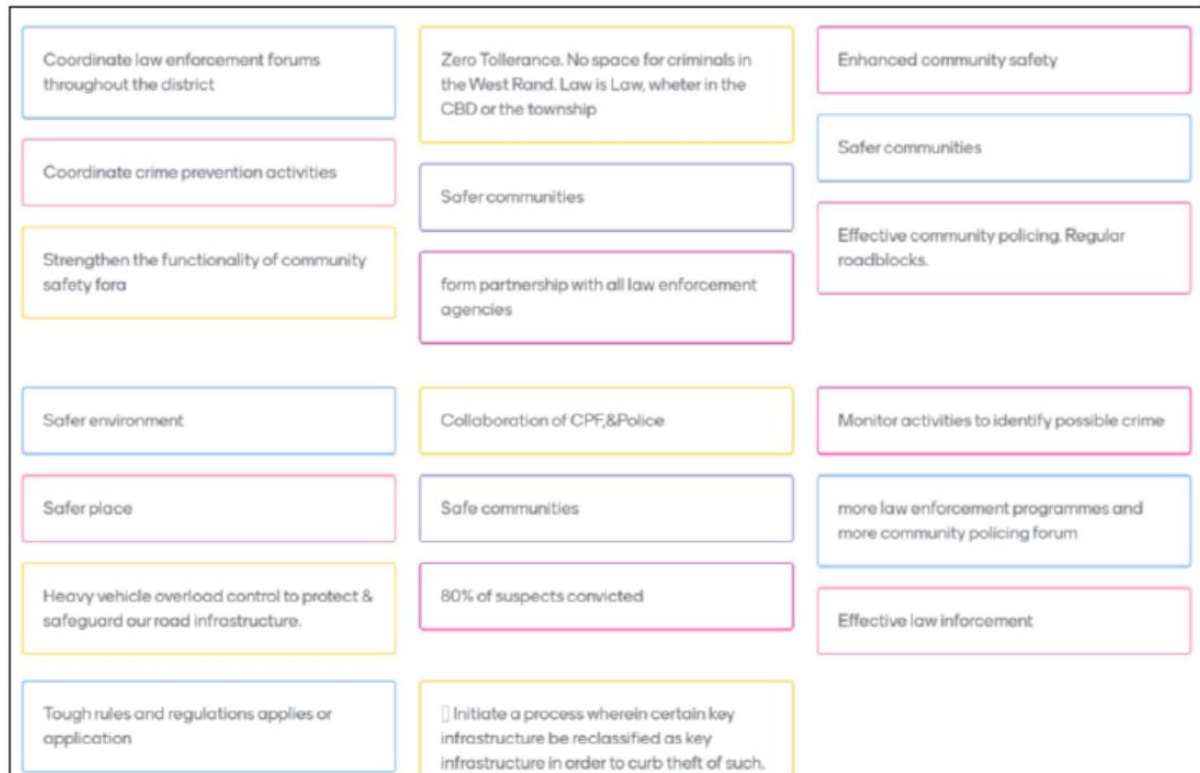 Coordinate law enforcement forums
throughout the district
Coordinate crime prevention activities
Strengthen the functionality of community
safety fora
Zero Tollerance. No space for criminals in
the West Rand. Law is Law, wheter in the
CBD or the township
Safer communities
form partnership with all law enforcement
agencies
Enhanced community safety
Safer communities
Effective community policing. Regular
roadblocks.
Safer environment
Safer place
Heavy vehicle overload control to protect &
safeguard our road infrastructure.
Collaboration of CPF,&Police
Safe communities
80% of suspects convicted
Monitor activities to identify possible crime
more law enforcement programmes and
more community policing forum
Effective law inforcement
Tough rules and regulations applies or
application
Initiate a process wherein certain key
infrastructure be reclassified as key
infrastructure in order to curb theft of such.